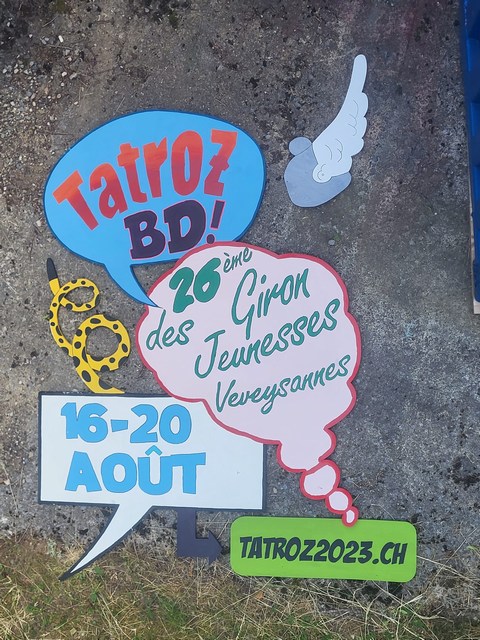 Tatroz
BD!
26ème
Giron
des
Jeunesses
Veveysannes
16-20
AOÛT
TATROZ2023.CH